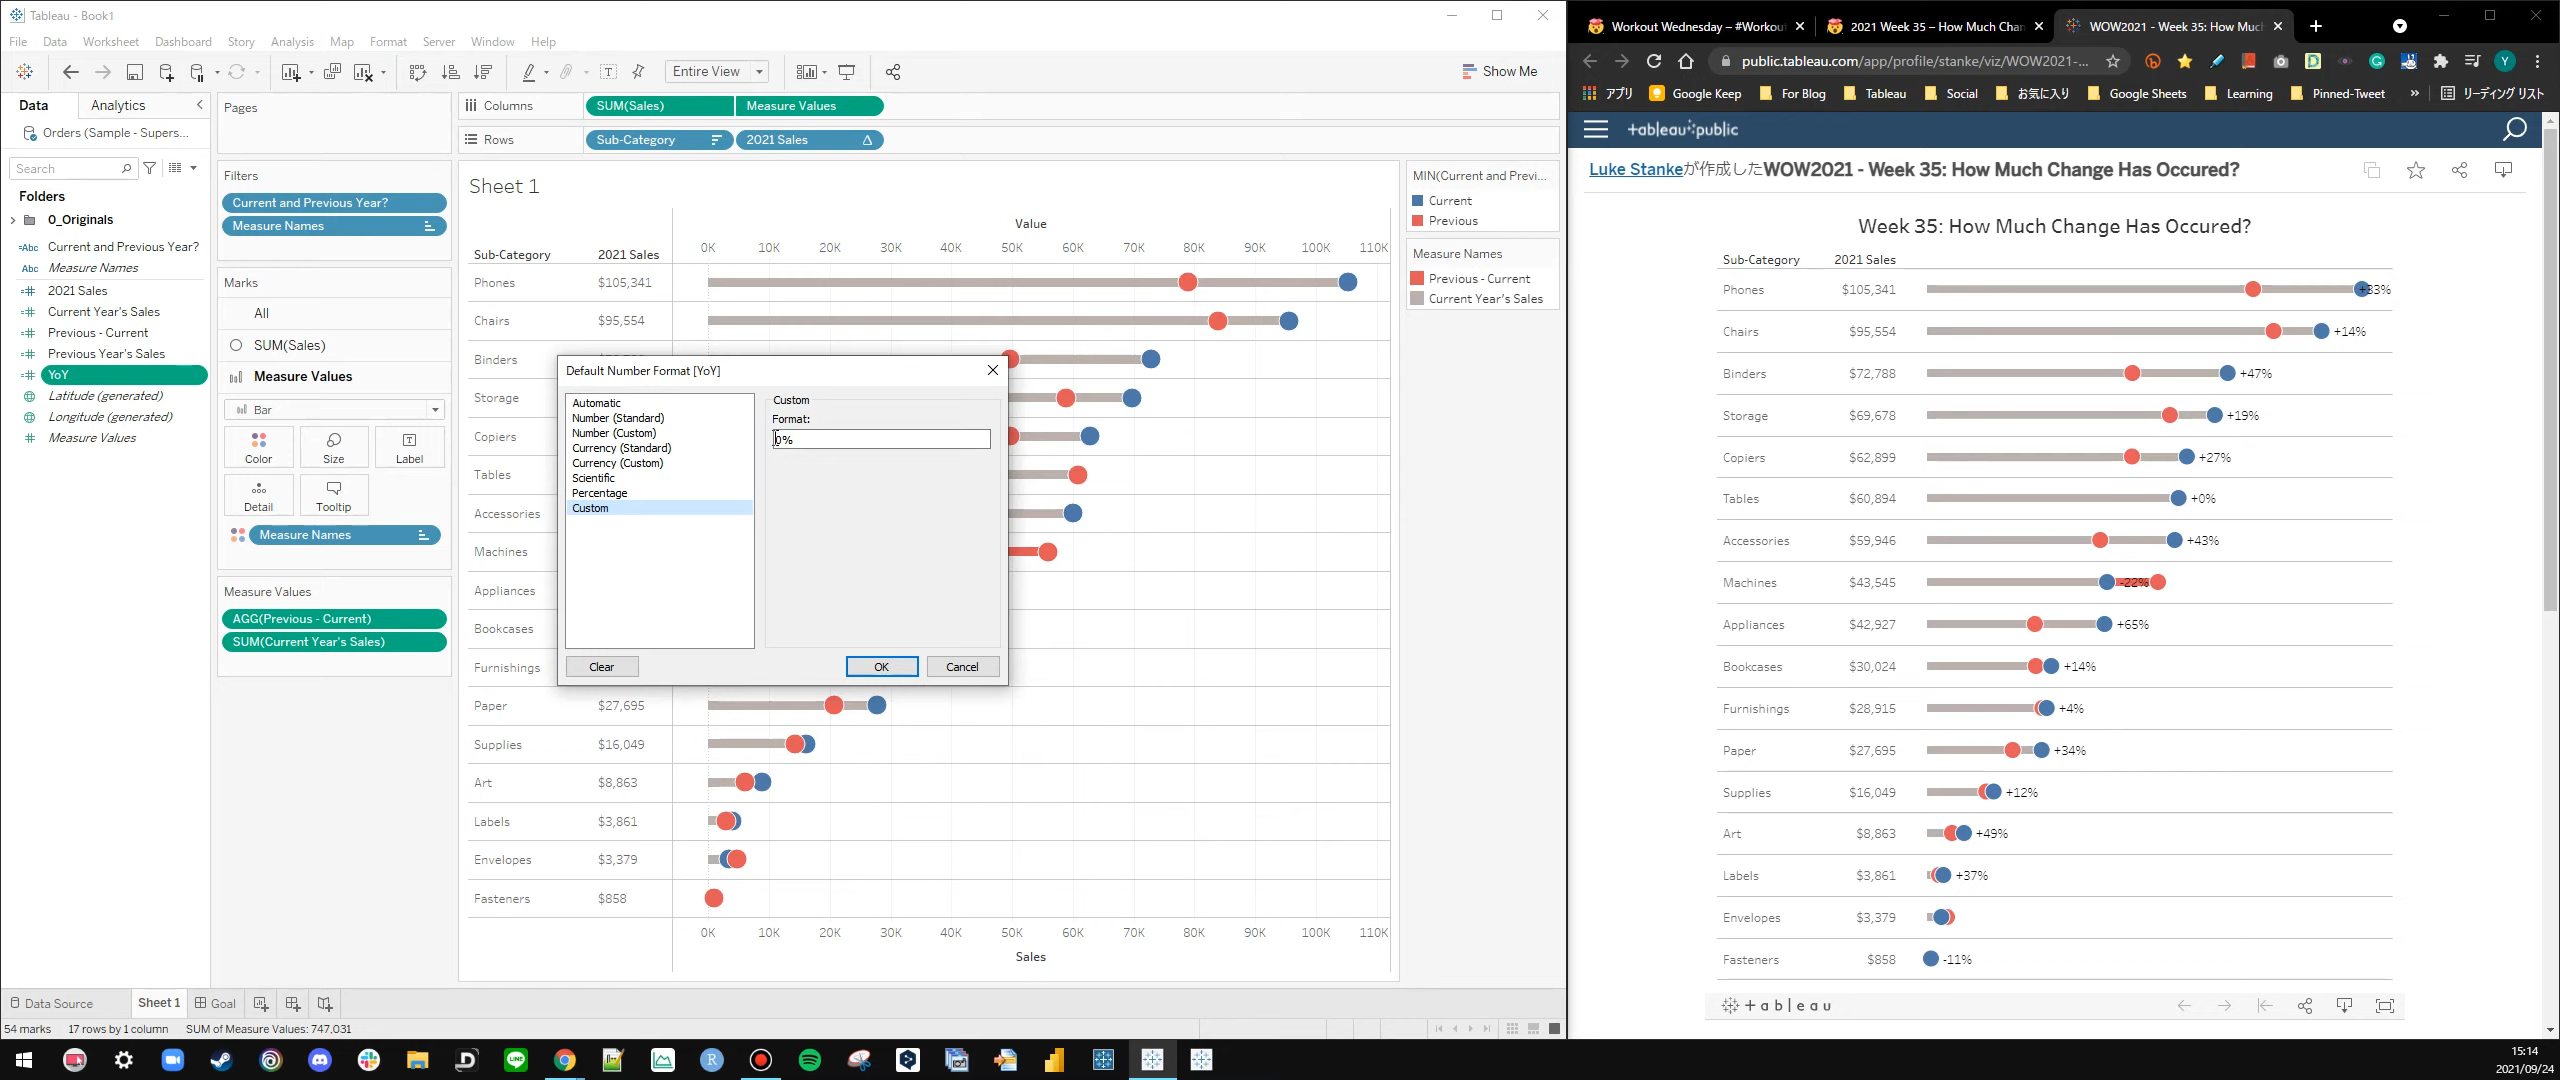 Tableau - Book1
File Data Worksheet Dashboard Story Analysis Map Format Server Window Help
Entire View
Show Me
Data Analytics
Orders (Sample - Supers...
Search
Folders
0_Originals
Abc Current and Previous Year?
Abc Measure Names
2021 Sales
Current Year's Sales
Previous - Current
Previous Year's Sales
YoY
Latitude (generated)
Longitude (generated)
Measure Values
Pages
Filters
Current and Previous Year?
Measure Names
Marks
All
SUM(Sales)
Measure Values
Bar
Color Size Label
Detail Tooltip
Measure Names
Measure Values
AGG(Previous - Current)
SUM(Current Year's Sales)
Columns SUM(Sales) Measure Values
Rows Sub-Category 2021 Sales
Sheet 1
Value
0K 10K 20K 30K 40K 50K 60K 70K 80K 90K 100K 110K
Sub-Category 2021 Sales
Phones $105,341
Chairs $95,554
Binders
Storage
Copiers
Tables
Accessories
Machines
Appliances
Bookcases
Furnishings
Paper $27,695
Supplies $16,049
Art $8,863
Labels $3,861
Envelopes $3,379
Fasteners $858
0K 10K 20K 30K 40K 50K 60K 70K 80K 90K 100K 110K
Sales
Default Number Format [YoY]
Automatic
Number (Standard)
Number (Custom)
Currency (Standard)
Currency (Custom)
Scientific
Percentage
Custom
Custom
Format:
0%
Clear OK Cancel
MIN(Current and Previ...
Current
Previous
Measure Names
Previous - Current
Current Year's Sales
Data Source Sheet 1 Goal
54 marks 17 rows by 1 column SUM of Measure Values: 747,031
Workout Wednesday – #Workou
2021 Week 35 – How Much Chan
WOW2021 - Week 35: How Muc
public.tableau.com/app/profile/stanke/viz/WOW2021-...
アプリ Google Keep For Blog Tableau Social お気に入り Google Sheets Learning Pinned-Tweet » リーディング リスト
+ableau public
Luke Stankeが作成したWOW2021 - Week 35: How Much Change Has Occured?
Week 35: How Much Change Has Occured?
Sub-Category 2021 Sales
Phones $105,341 +33%
Chairs $95,554 +14%
Binders $72,788 +47%
Storage $69,678 +19%
Copiers $62,899 +27%
Tables $60,894 +0%
Accessories $59,946 +43%
Machines $43,545 -22%
Appliances $42,927 +65%
Bookcases $30,024 +14%
Furnishings $28,915 +4%
Paper $27,695 +34%
Supplies $16,049 +12%
Art $8,863 +49%
Labels $3,861 +37%
Envelopes $3,379
Fasteners $858 -11%
+ a b | e a u
15:14
2021/09/24